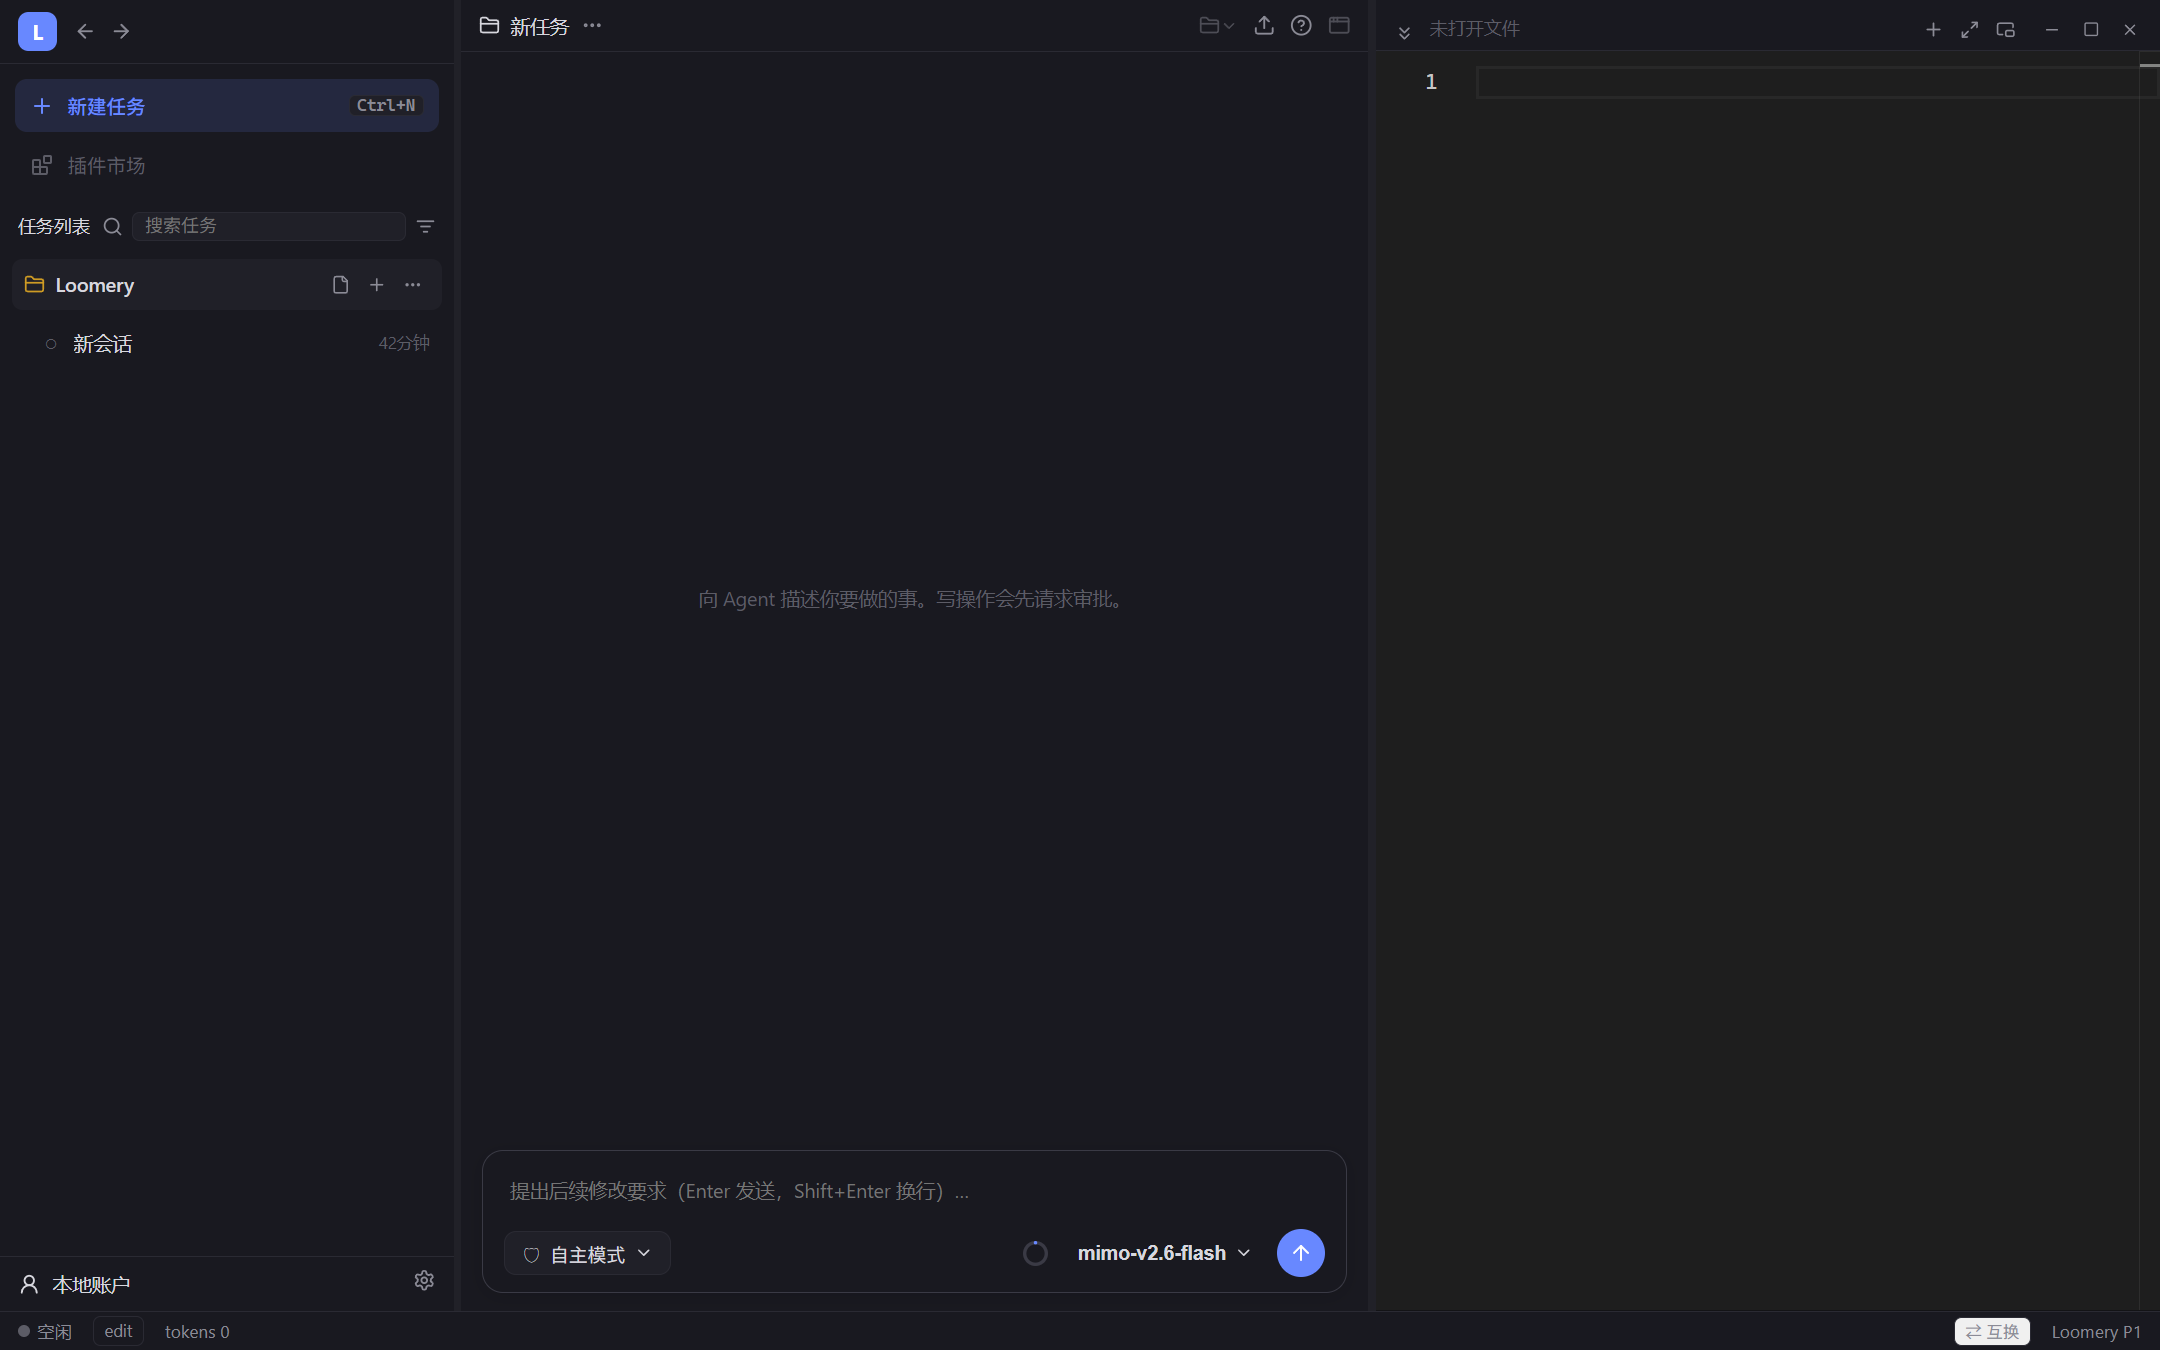 L
新建任务 Ctrl+N
插件市场
任务列表 搜索任务
Loomery
新会话 42分钟
本地账户
新任务
向 Agent 描述你要做的事。写操作会先请求审批。
提出后续修改要求（Enter 发送，Shift+Enter 换行）...
自主模式 mimo-v2.6-flash
未打开文件
1
空闲 edit tokens 0
互换 Loomery P1